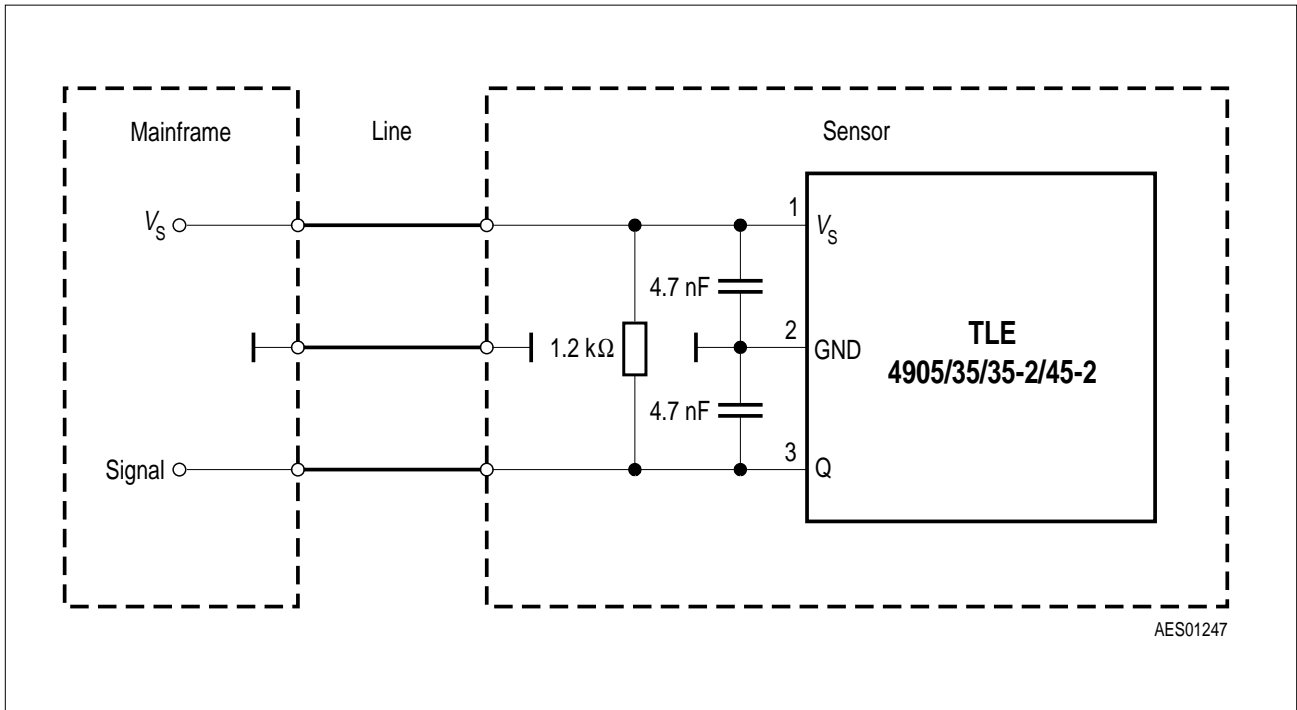 Mainframe
Line
Sensor
V_S
1
V_S
4.7 nF
1.2 kΩ
2
GND
TLE
4905/35/35-2/45-2
4.7 nF
Signal
3
Q
AES01247